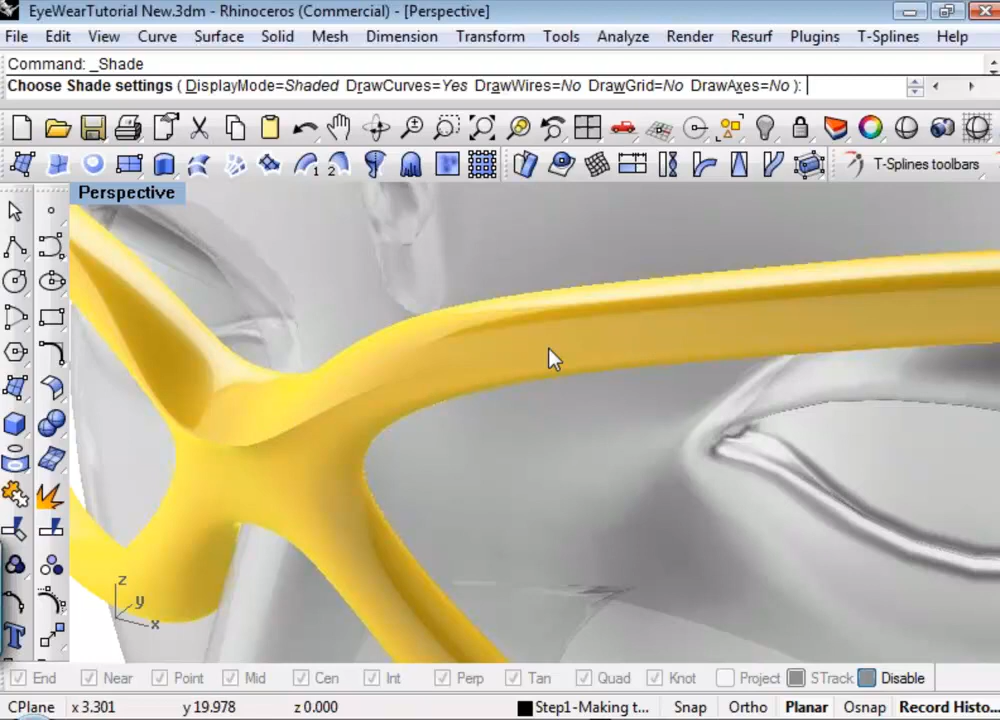 EyeWearTutorial New.3dm - Rhinoceros (Commercial) - [Perspective]
File Edit View Curve Surface Solid Mesh Dimension Transform Tools Analyze Render Resurf Plugins T-Splines Help
Command: _Shade
Choose Shade settings ( DisplayMode=Shaded DrawCurves=Yes DrawWires=No DrawGrid=No DrawAxes=No ):
1 2 T-Splines toolbars
Perspective
T
z
y
x
End Near Point Mid Cen Int Perp Tan Quad Knot Project STrack Disable
CPlane x 3.301 y 19.978 z 0.000 Step1-Making t... Snap Ortho Planar Osnap Record Histo...